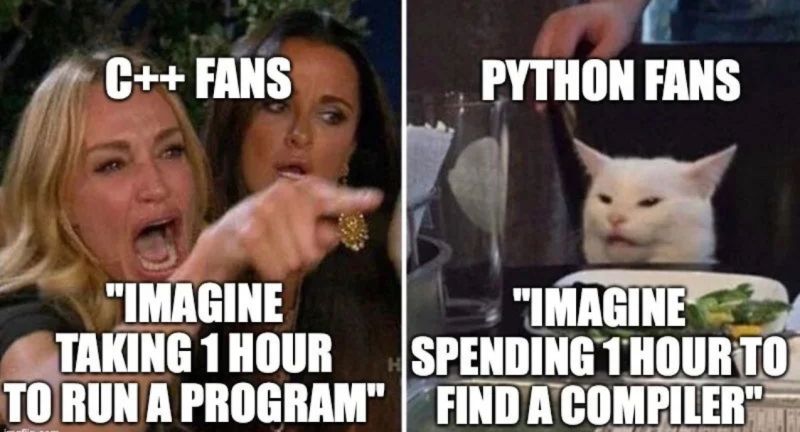 C++ FANS
"IMAGINE
TAKING 1 HOUR
TO RUN A PROGRAM"
PYTHON FANS
"IMAGINE
SPENDING 1 HOUR TO
FIND A COMPILER"